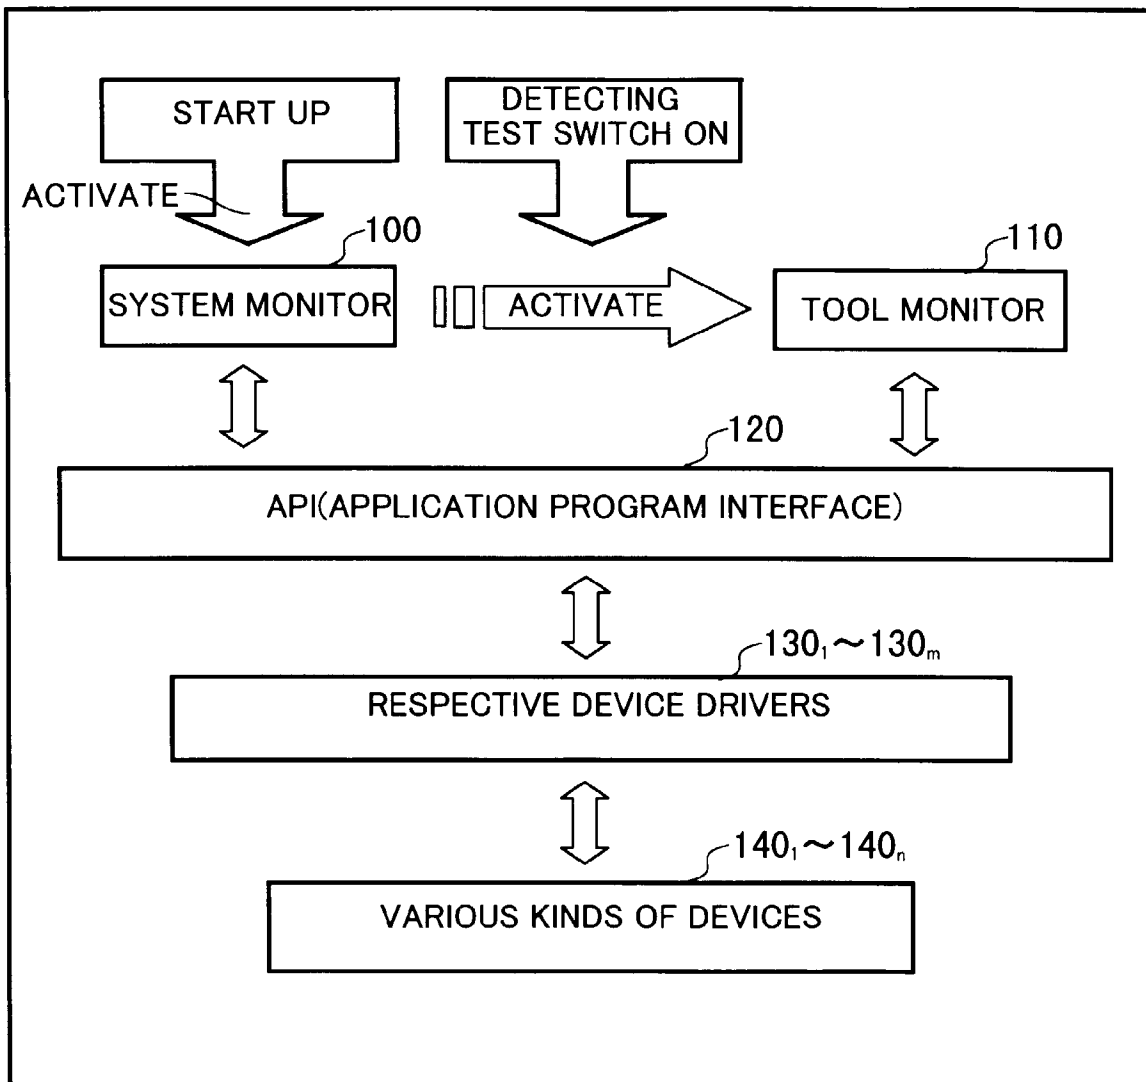 START UP
DETECTING
TEST SWITCH ON
ACTIVATE
100
110
SYSTEM MONITOR
ACTIVATE
TOOL MONITOR
120
API(APPLICATION PROGRAM INTERFACE)
130₁～130ₘ
RESPECTIVE DEVICE DRIVERS
140₁～140ₙ
VARIOUS KINDS OF DEVICES